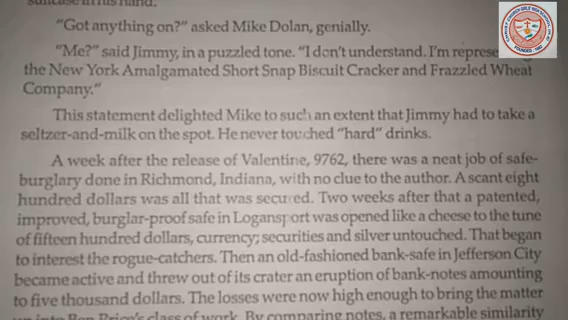 suitcase in his hand.
"Got anything on?" asked Mike Dolan, genially.
"Me?" said Jimmy, in a puzzled tone. "I don't understand. I'm
the New York Amalgamated Short Snap Biscuit Cracker and Frazzled Wheat
Company."
This statement delighted Mike to such an extent that Jimmy had to take a
seltzer-and-milk on the spot. He never touched "hard" drinks.
A week after the release of Valentine, 9762, there was a neat job of safe-
burglary done in Richmond, Indiana, with no clue to the author. A scant eight
hundred dollars was all that was secured. Two weeks after that a patented,
improved, burglar-proof safe in Logansport was opened like a cheese to the tune
of fifteen hundred dollars, currency; securities and silver untouched. That began
to interest the rogue-catchers. Then an old-fashioned bank-safe in Jefferson City
became active and threw out of its crater an eruption of bank-notes amounting
to five thousand dollars. The losses were now high enough to bring the matter
up into Ben Price's class of work. By comparing notes, a remarkable similarity